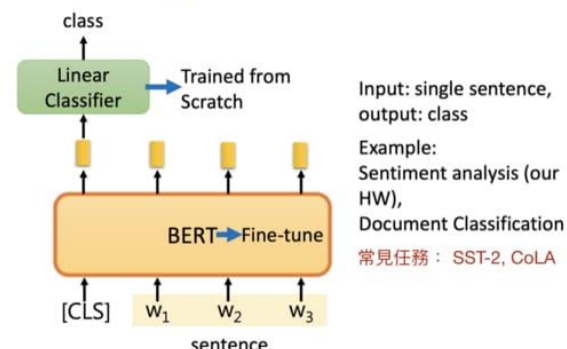 class
Linear
Classifier
Trained from
Scratch
BERT Fine-tune
[CLS] w1 w2 w3
sentence
Input: single sentence,
output: class
Example:
Sentiment analysis (our
HW),
Document Classification
常見任務： SST-2, CoLA